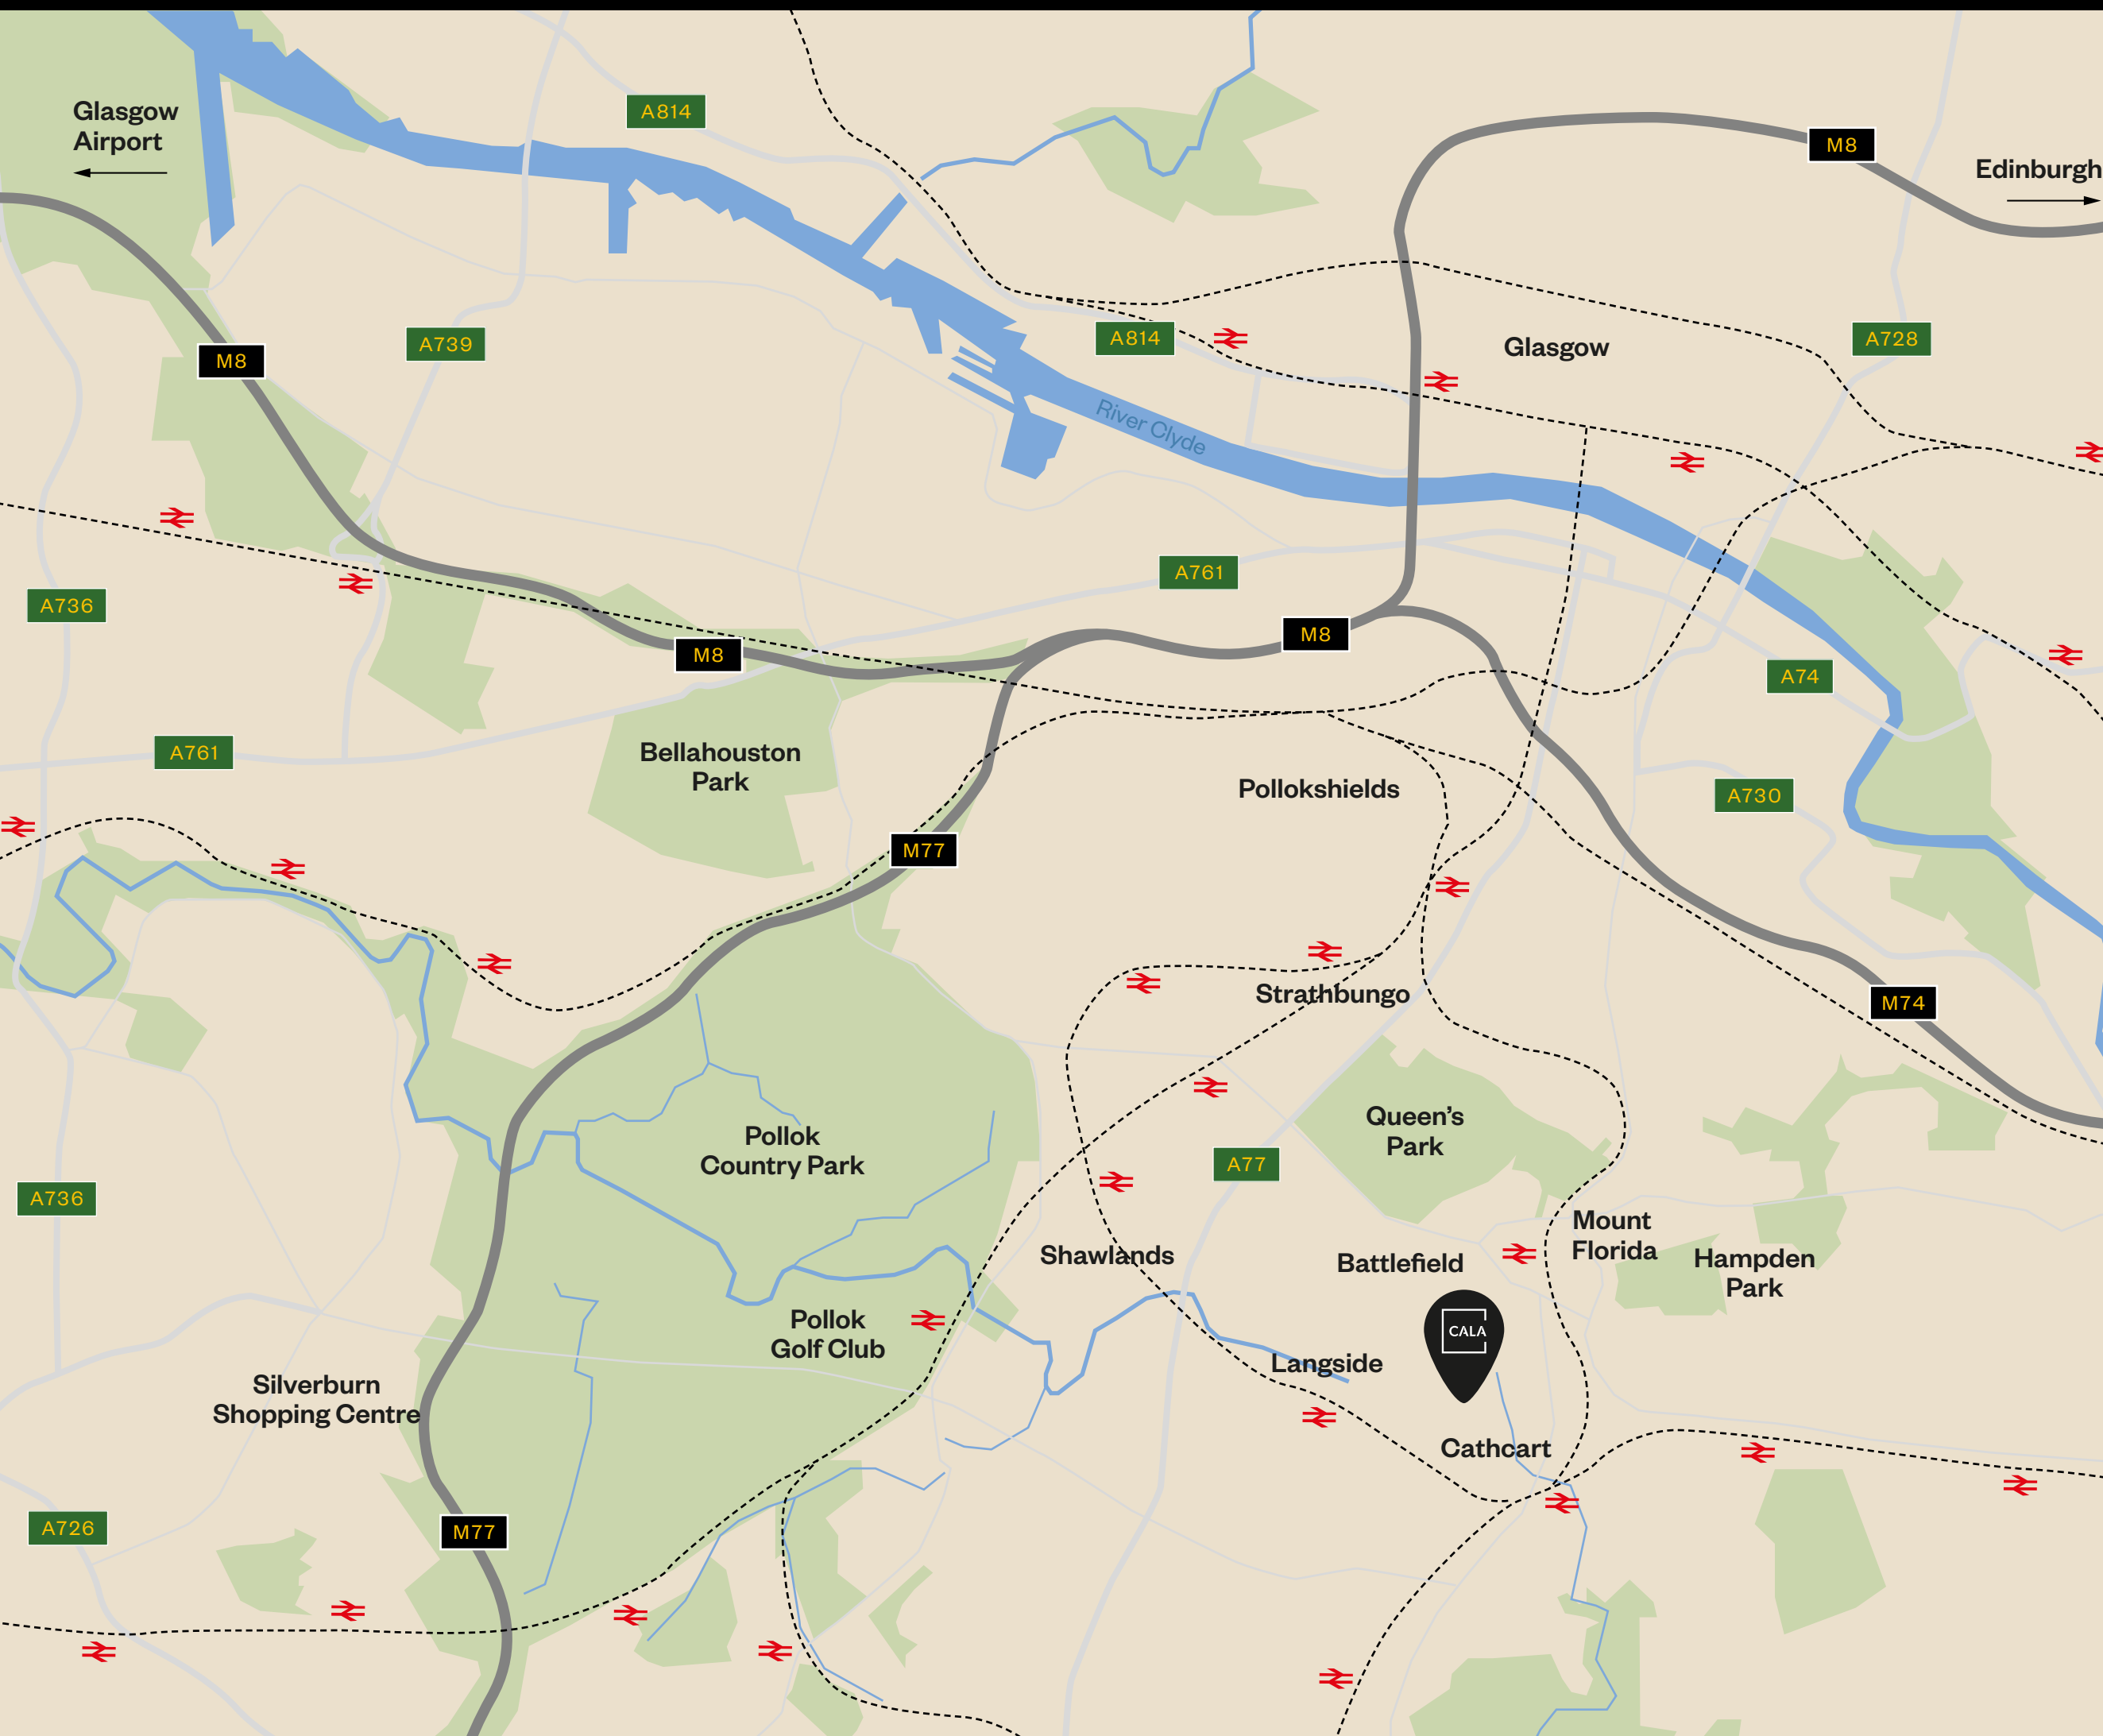 Glasgow
Airport
A814
M8
Edinburgh
M8
A739
A814
Glasgow
A728
River Clyde
A736
A761
M8
M8
A74
A761
Bellahouston
Park
Pollokshields
A730
M77
Strathbungo
M74
Pollok
Country Park
Queen's
Park
A77
A736
Mount
Florida
Shawlands
Battlefield
Hampden
Park
Pollok
Golf Club
CALA
Langside
Silverburn
Shopping Centre
Cathcart
A726
M77